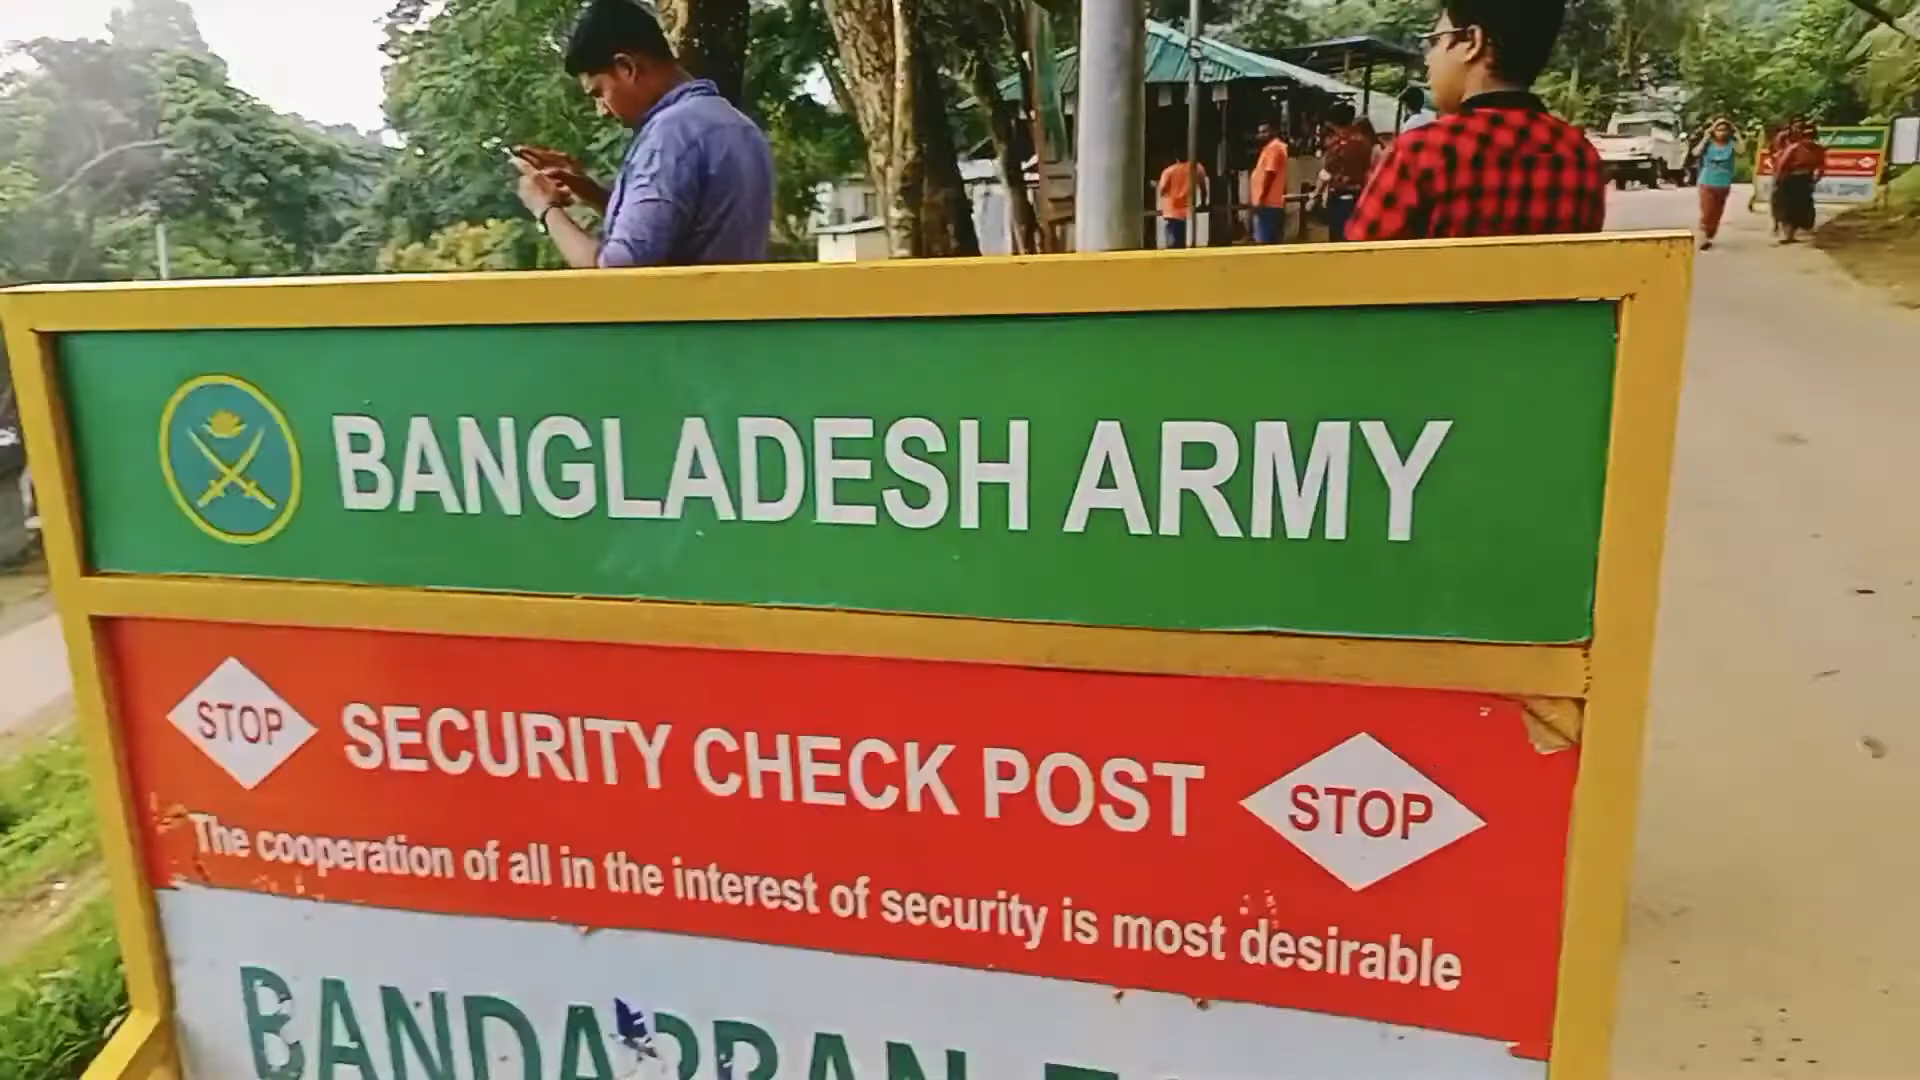 BANGLADESH ARMY
STOP SECURITY CHECK POST STOP
The cooperation of all in the interest of security is most desirable
BANDARBAN